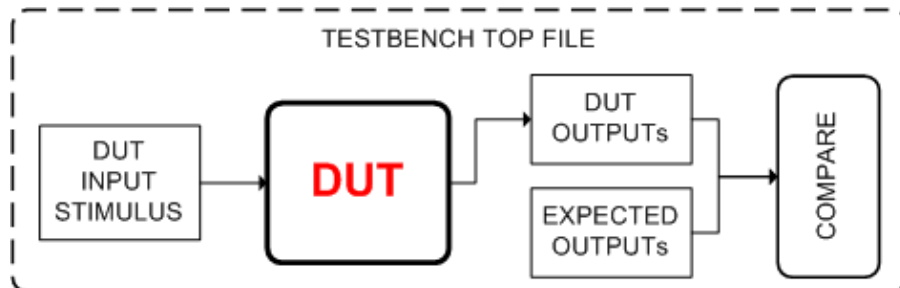 TESTBENCH TOP FILE
DUT
INPUT
STIMULUS
DUT
DUT
OUTPUTs
EXPECTED
OUTPUTs
COMPARE